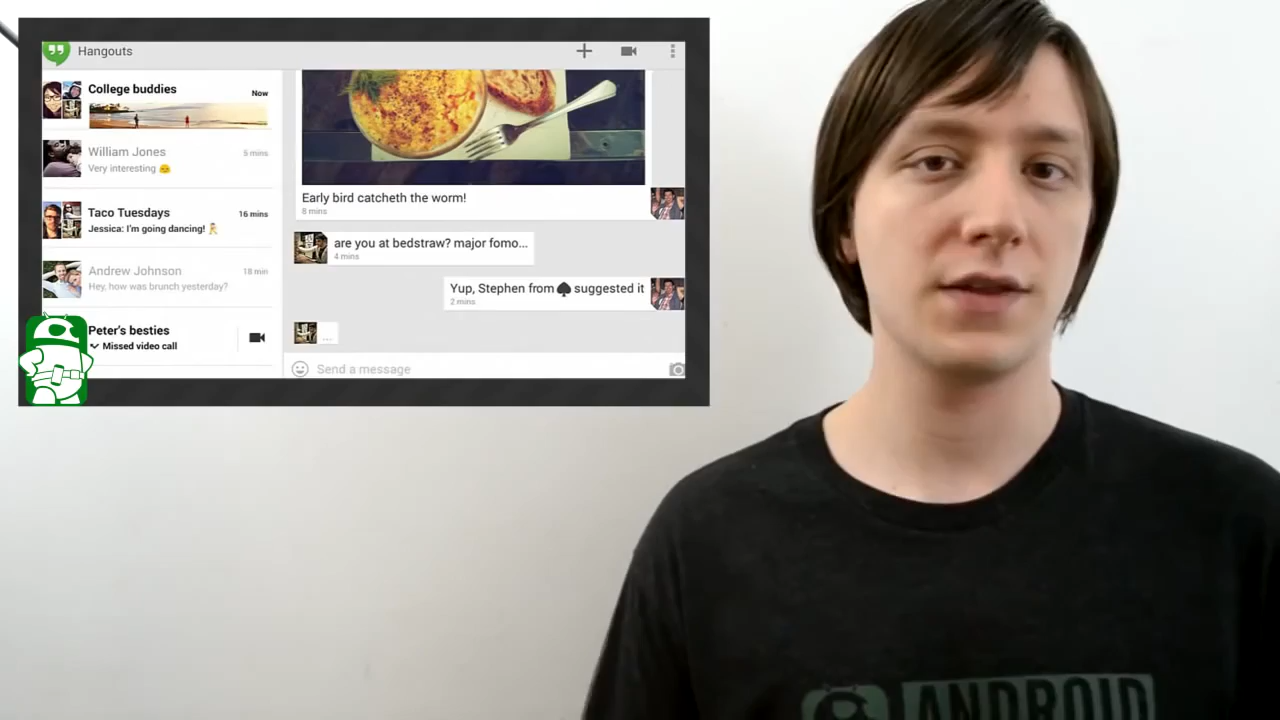 Hangouts
College buddies
Now
William Jones
5 mins
Very interesting
Taco Tuesdays
16 mins
Jessica: I'm going dancing!
Andrew Johnson
18 min
Hey, how was brunch yesterday?
Peter's besties
Missed video call
Early bird catcheth the worm!
8 mins
are you at bedstraw? major fomo...
4 mins
Yup, Stephen from ♠ suggested it
2 mins
...
Send a message
ANDROID